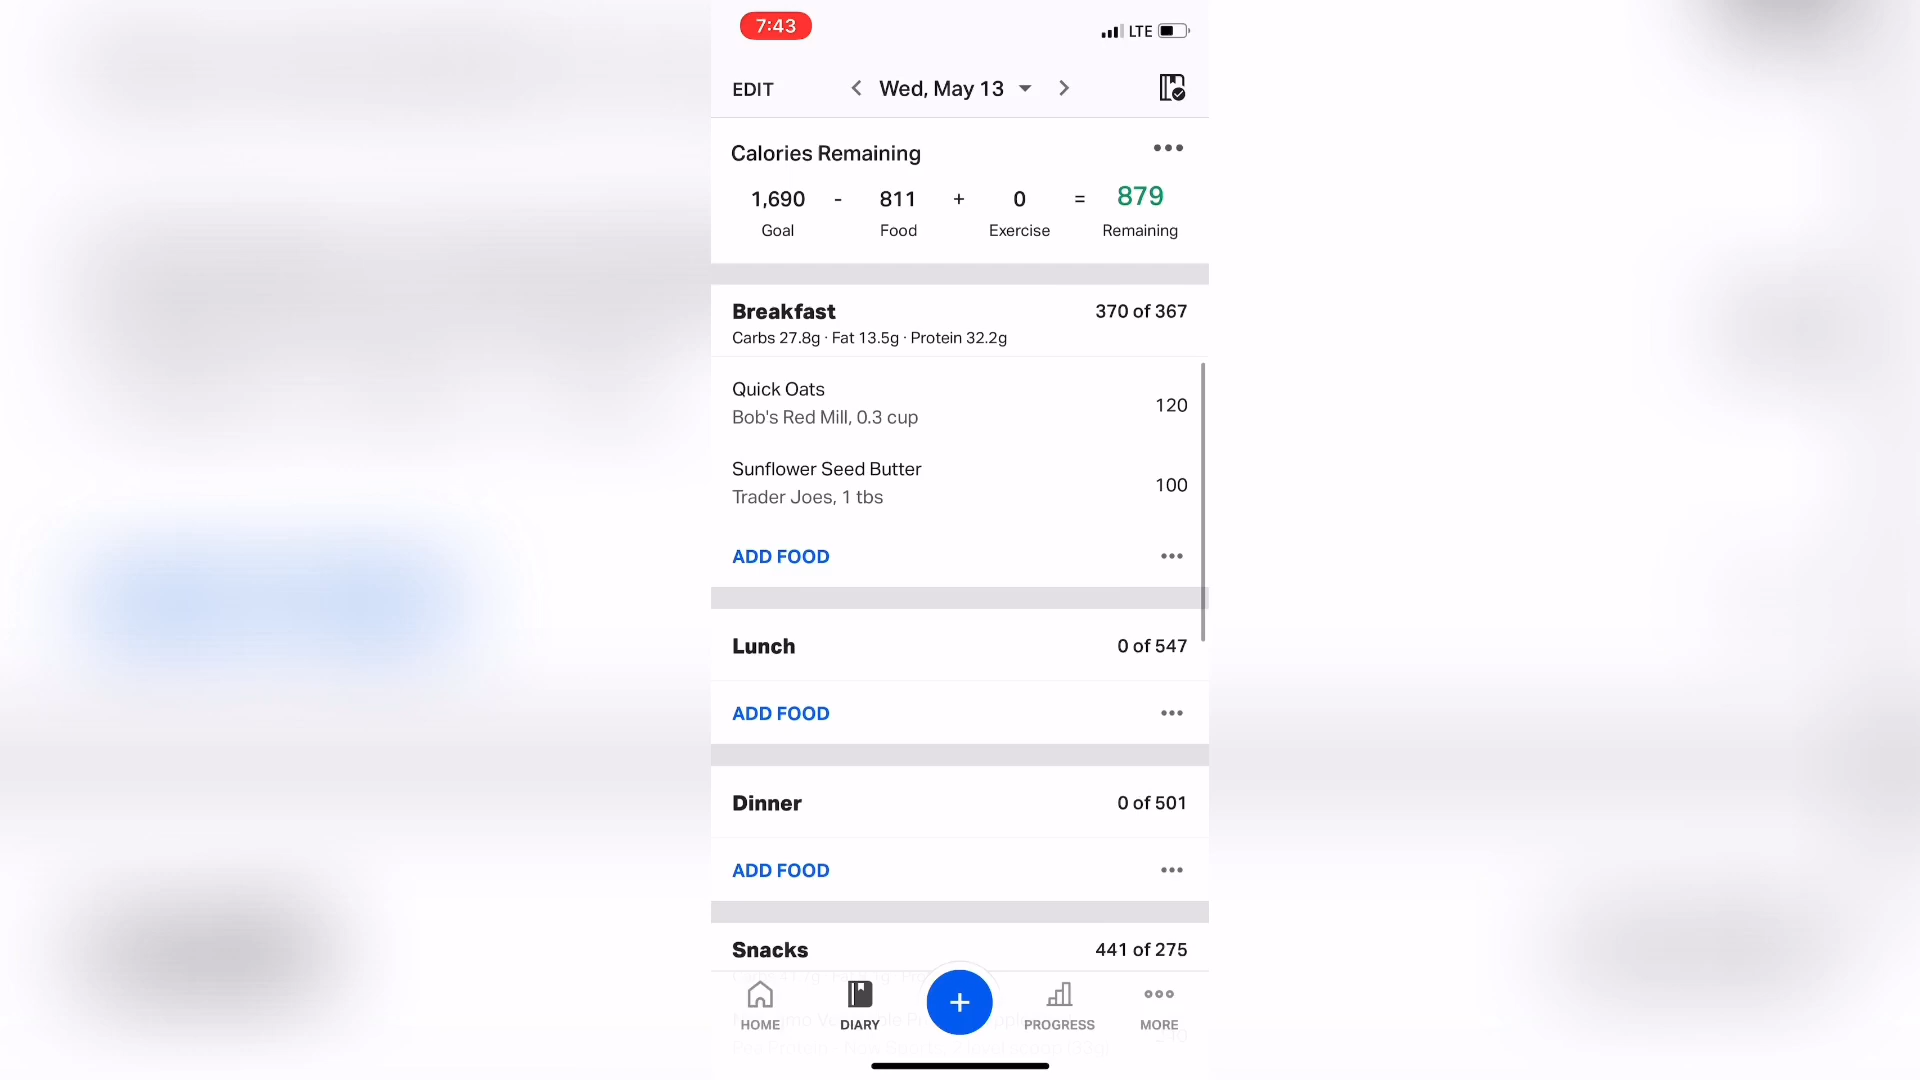 7:43
LTE
EDIT
Wed, May 13
Calories Remaining
1,690 - 811 + 0 = 879
Goal Food Exercise Remaining
Breakfast 370 of 367
Carbs 27.8g · Fat 13.5g · Protein 32.2g
Quick Oats
Bob's Red Mill, 0.3 cup
120
Sunflower Seed Butter
Trader Joes, 1 tbs
100
ADD FOOD
Lunch 0 of 547
ADD FOOD
Dinner 0 of 501
ADD FOOD
Snacks 441 of 275
HOME DIARY + PROGRESS MORE